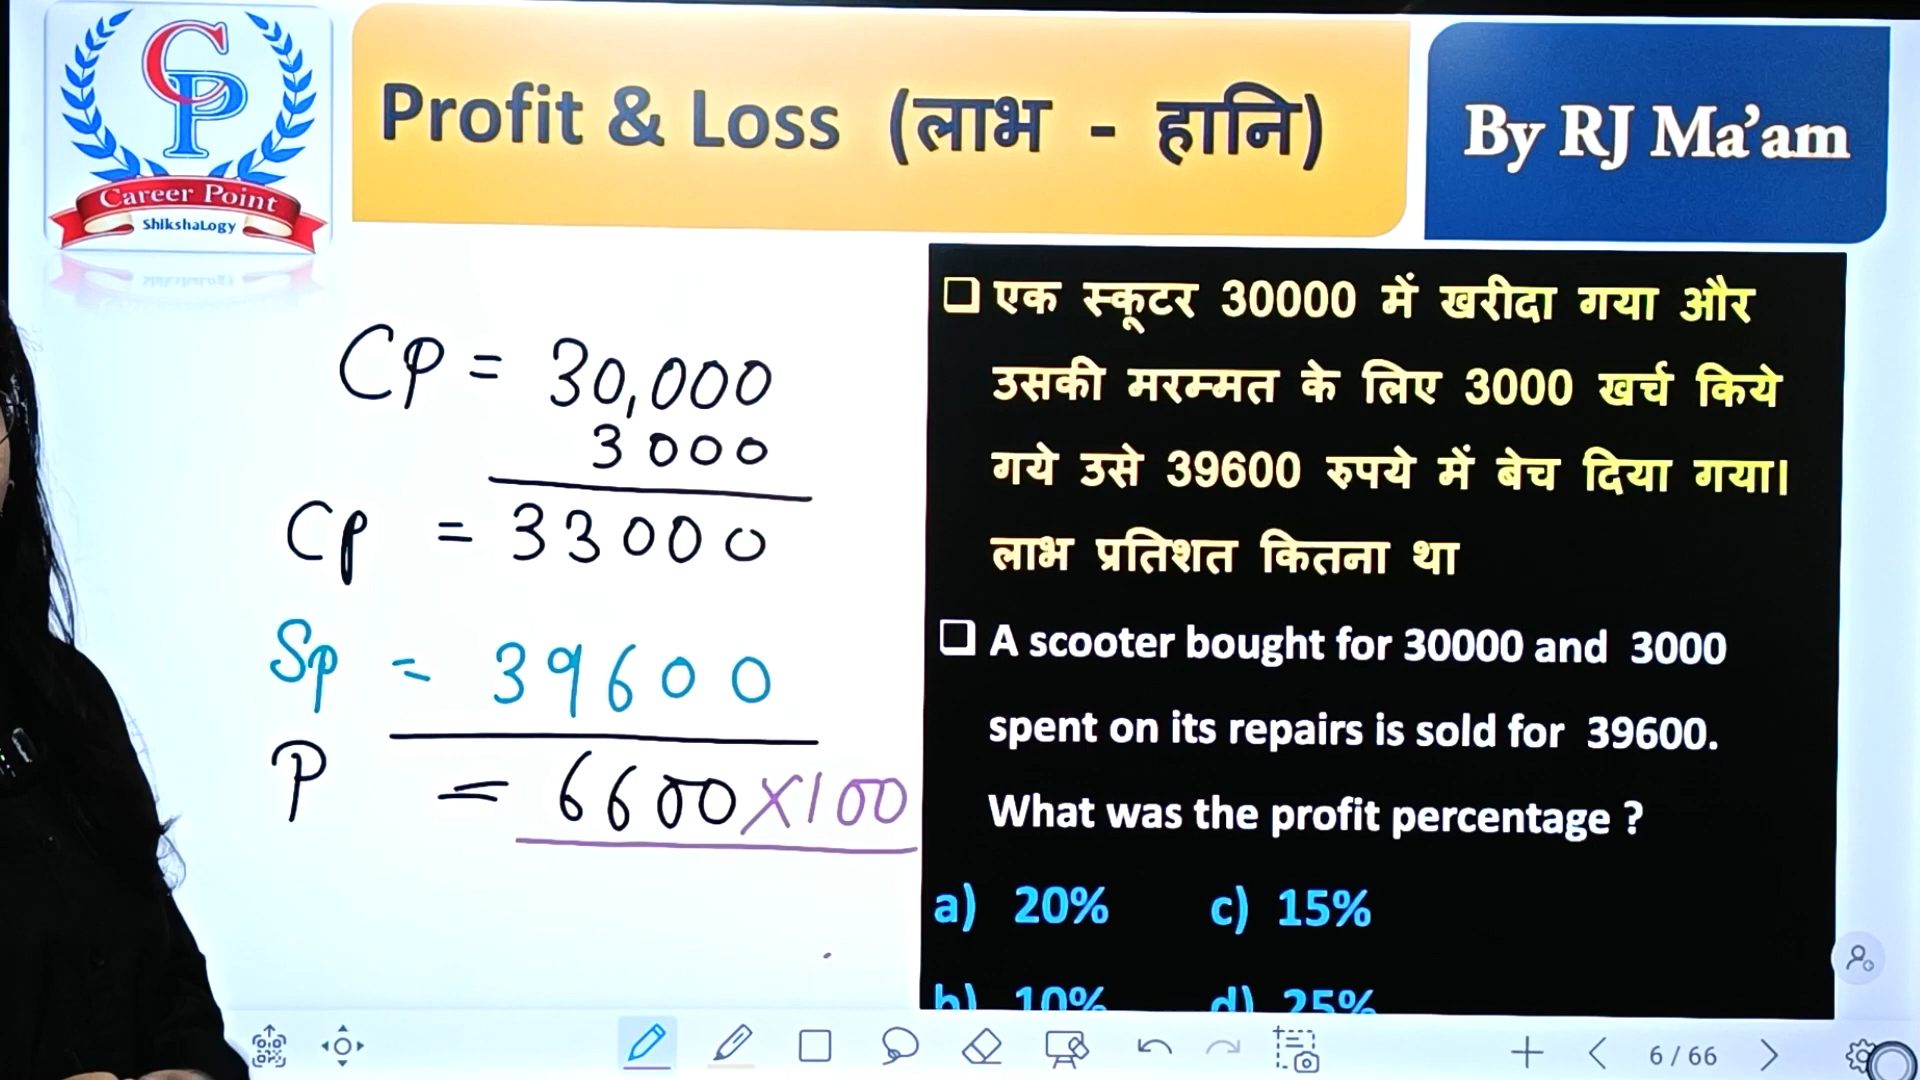 CP
Career Point
ShikshaLogy
Profit & Loss (लाभ - हानि)
By RJ Ma’am
CP = 30,000
3000
CP = 33000
SP = 39600
P = 6600 × 100
❑ एक स्कूटर 30000 में खरीदा गया और
उसकी मरम्मत के लिए 3000 खर्च किये
गये उसे 39600 रुपये में बेच दिया गया।
लाभ प्रतिशत कितना था
❑ A scooter bought for 30000 and 3000
spent on its repairs is sold for 39600.
What was the profit percentage ?
a) 20% c) 15%
b) 10% d) 25%
6 / 66